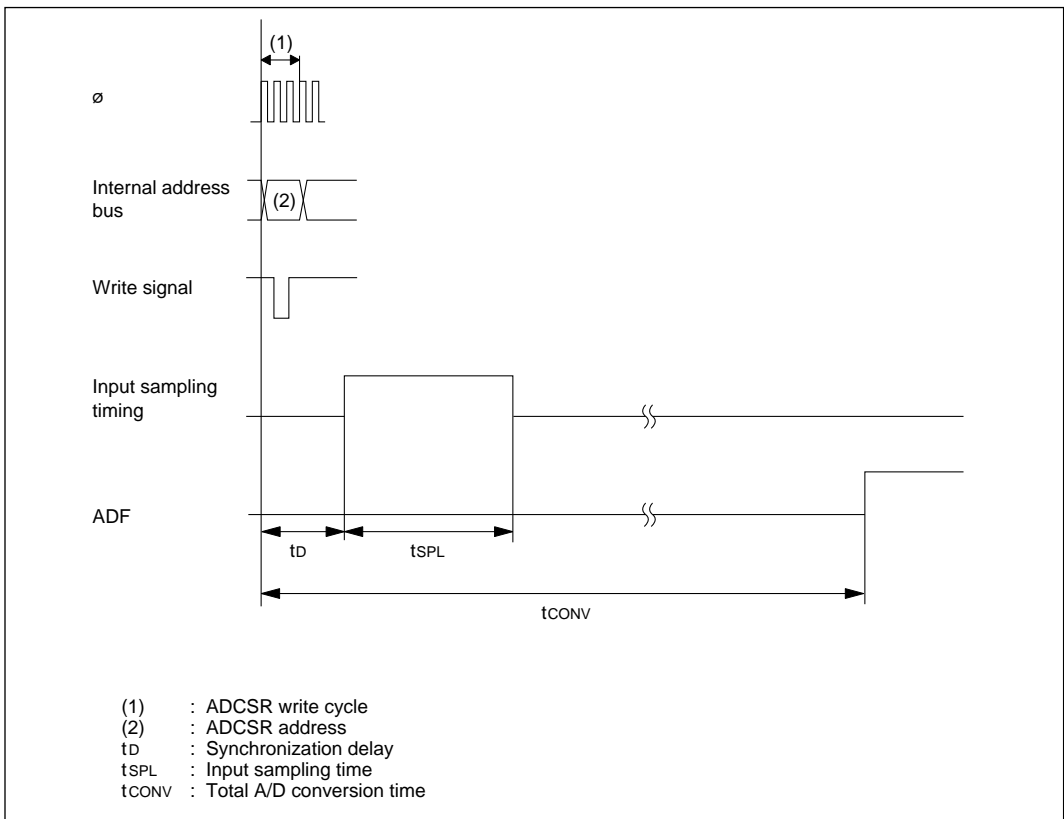 (1)
ø
Internal address
bus
(2)
Write signal
Input sampling
timing
ADF
tD
tSPL
tCONV
(1) : ADCSR write cycle
(2) : ADCSR address
tD : Synchronization delay
tSPL : Input sampling time
tCONV : Total A/D conversion time